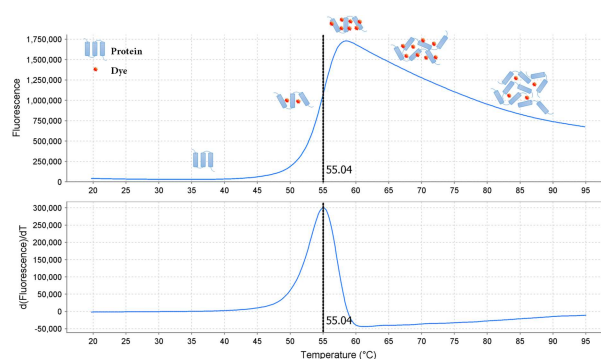 Protein
Dye
Fluorescence
1,750,000
1,500,000
1,250,000
1,000,000
750,000
500,000
250,000
0
55.04
20 25 30 35 40 45 50 55 60 65 70 75 80 85 90 95
d(Fluorescence)/dT
300,000
250,000
200,000
150,000
100,000
50,000
0
-50,000
55.04
20 25 30 35 40 45 50 55 60 65 70 75 80 85 90 95
Temperature (°C)